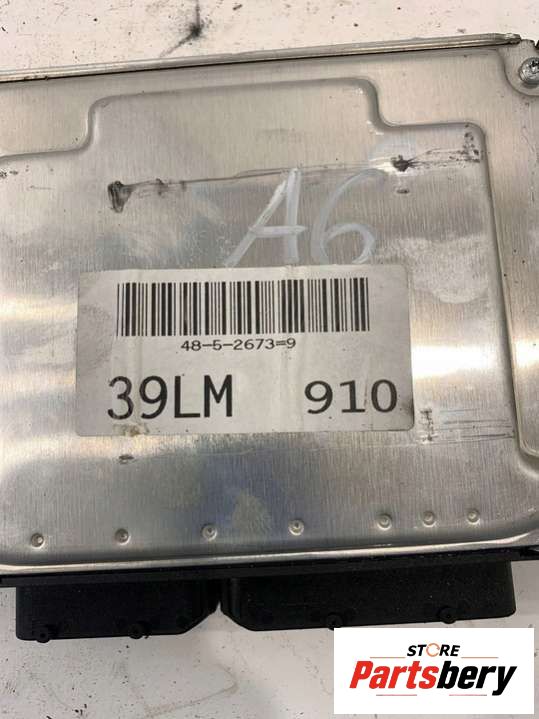 A6
48-5-2673=9
39LM 910
STORE
Partsbery